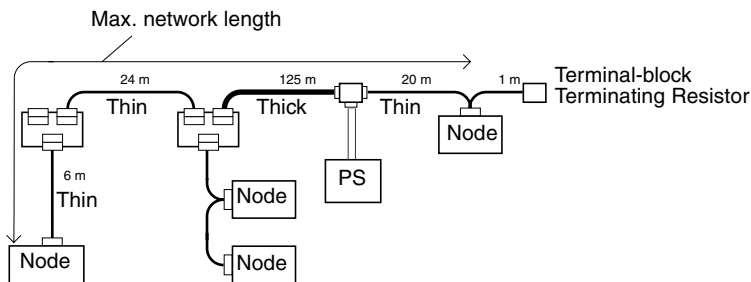 Max. network length
24 m
125 m
20 m
1 m
Terminal-block
Terminating Resistor
Thin
Thick
Thin
Node
6 m
Thin
PS
Node
Node
Node